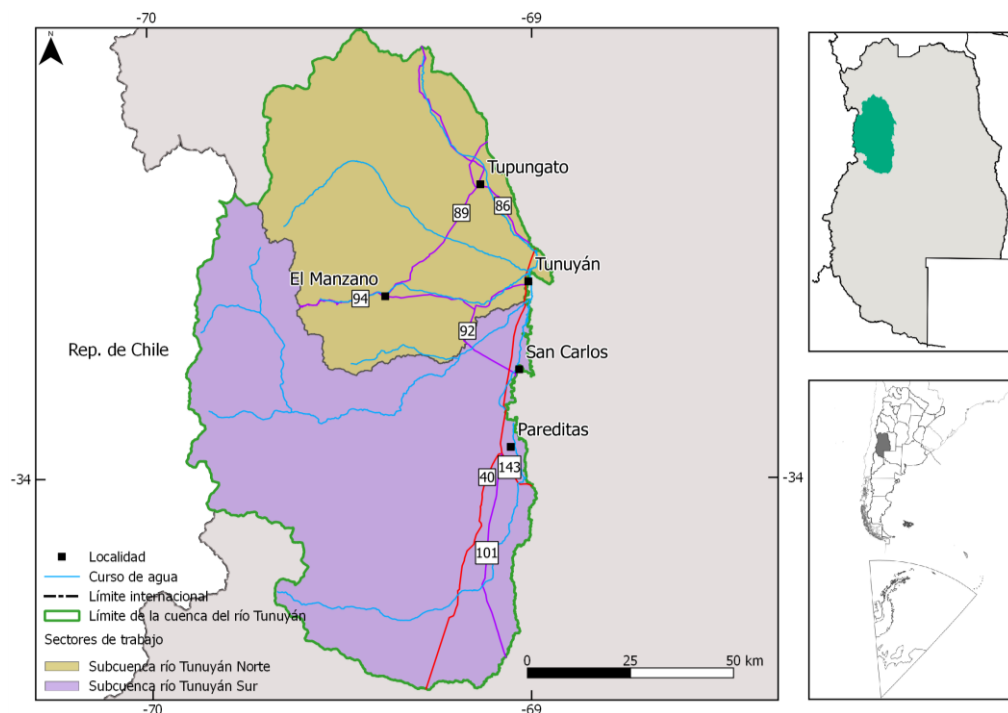 -70
-69
N
Tupungato
89
86
Tunuyán
El Manzano
94
92
Rep. de Chile
San Carlos
Pareditas
143
-34
40
-34
101
Localidad
Curso de agua
Límite internacional
Límite de la cuenca del río Tunuyán
Sectores de trabajo
Subcuenca río Tunuyán Norte
Subcuenca río Tunuyán Sur
0
25
50 km
-70
-69